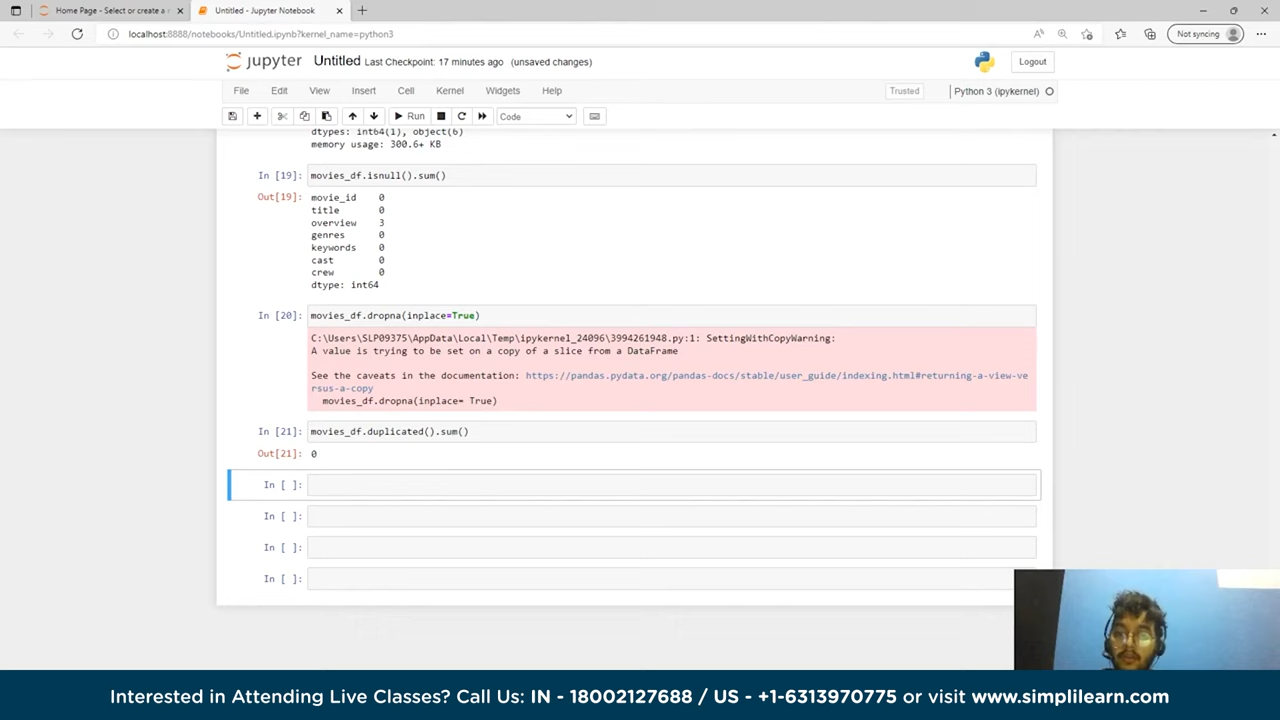 Home Page - Select or create a n
Untitled - Jupyter Notebook
localhost:8888/notebooks/Untitled.ipynb?kernel_name=python3
Not syncing
jupyter Untitled Last Checkpoint: 17 minutes ago (unsaved changes)
Logout
File Edit View Insert Cell Kernel Widgets Help
Trusted
Python 3 (ipykernel)
Run
Code
dtypes: int64(1), object(6)
memory usage: 300.6+ KB
In [19]: movies_df.isnull().sum()
Out[19]: movie_id 0
title 0
overview 3
genres 0
keywords 0
cast 0
crew 0
dtype: int64
In [20]: movies_df.dropna(inplace=True)
C:\Users\SLP09375\AppData\Local\Temp\ipykernel_24096\3994261948.py:1: SettingWithCopyWarning:
A value is trying to be set on a copy of a slice from a DataFrame
See the caveats in the documentation: https://pandas.pydata.org/pandas-docs/stable/user_guide/indexing.html#returning-a-view-ve
rsus-a-copy
movies_df.dropna(inplace= True)
In [21]: movies_df.duplicated().sum()
Out[21]: 0
In [ ]:
In [ ]:
In [ ]:
In [ ]:
Interested in Attending Live Classes? Call Us: IN - 18002127688 / US - +1-6313970775 or visit www.simplilearn.com